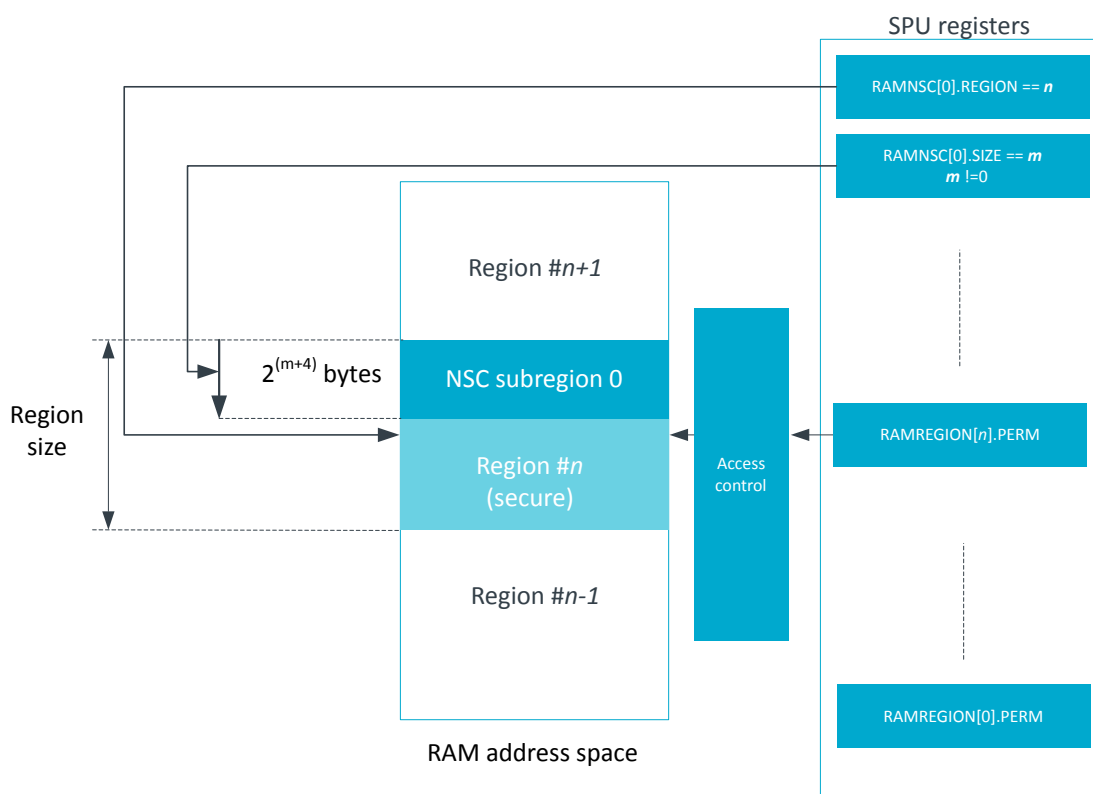 SPU registers
RAMNSC[0].REGION == n
RAMNSC[0].SIZE == m
m !=0
Region #n+1
2^(m+4) bytes
NSC subregion 0
Region
size
RAMREGION[n].PERM
Region #n
(secure)
Access
control
Region #n-1
RAMREGION[0].PERM
RAM address space